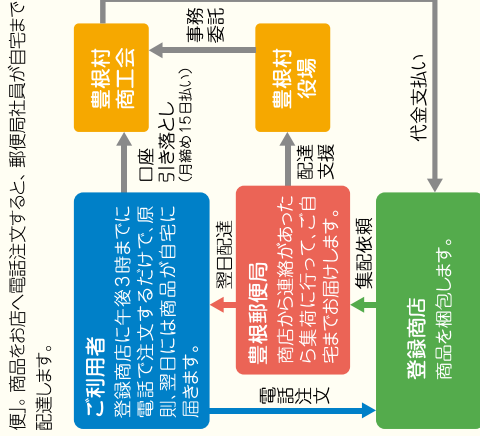 便」。商品をお店へ電話注文すると、郵便局社員が自宅まで
配達します。
ご利用者
登録商店に午後3時までに
電話で注文するだけで、原
則、翌日には商品が自宅に
届きます。
口座
引き落とし
(月締め15日払い)
豊根村
商工会
事務
委託
翌日配達
豊根郵便局
商店から連絡があった
ら集荷に行って、ご自
宅までお届けします。
配達
支援
豊根村
役場
電話
注文
集配依頼
登録商店
商品を梱包します。
代金支払い